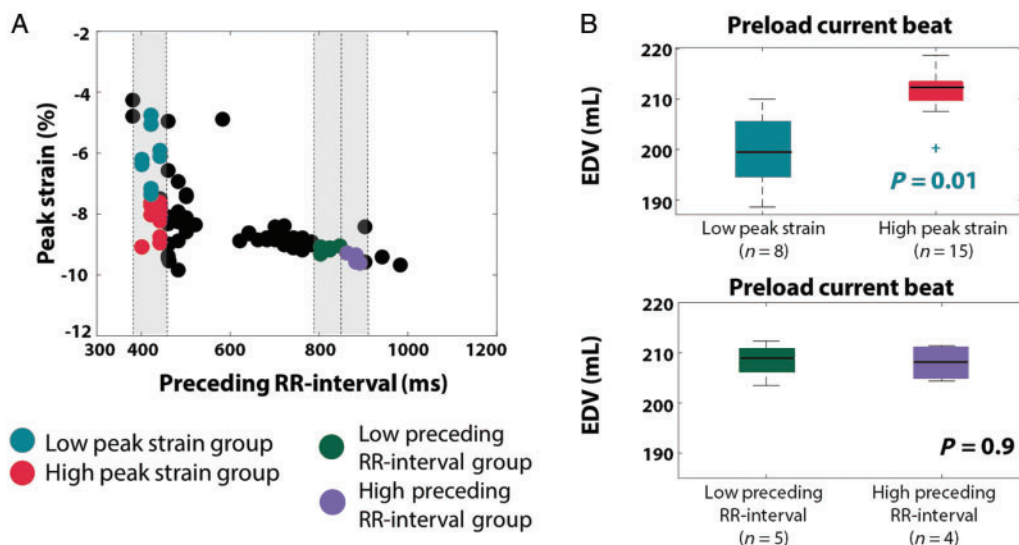 A
Peak strain (%)
-4
-6
-8
-10
-12
300
400
600
800
1000
1200
Preceding RR-interval (ms)
Low peak strain group
High peak strain group
Low preceding
RR-interval group
High preceding
RR-interval group
B
Preload current beat
EDV (mL)
220
210
200
190
P = 0.01
Low peak strain
(n = 8)
High peak strain
(n = 15)
Preload current beat
EDV (mL)
220
210
200
190
P = 0.9
Low preceding
RR-interval
(n = 5)
High preceding
RR-interval
(n = 4)